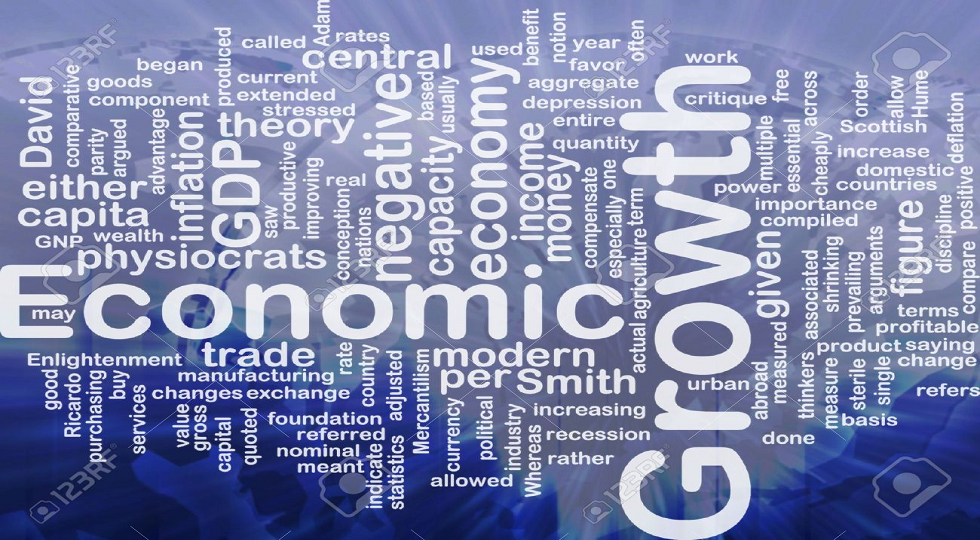 Economic
Growth
called
rates
Adam
central
used
benefit
notion
year
often
favor
work
began
goods
component
produced
current
extended
stressed
theory
negative
based
usually
capacity
economy
aggregate
depression
entire
quantity
critique
free
across
order
allow
Hume
Scottish
deflation
increase
domestic
countries
positive
David
comparative
parity
argued
advantage
Inflation
GDP
either
capita
GNP
wealth
physiocrats
saw
productive
improving
real
conception
nations
income
money
compensate
especially
one
term
agriculture
actual
power
multiple
essential
cheaply
importance
compiled
given
figure
discipline
compare
arguments
prevailing
shrinking
associated
terms
profitable
saying
product
change
refers
may
Enlightenment
trade
manufacturing
changes
exchange
good
Ricardo
purchasing
buy
services
value
gross
capital
quoted
foundation
referred
nominal
meant
rate
country
adjusted
indicate
statistics
Mercantilism
modern
per
Smith
currency
political
industry
Whereas
increasing
recession
rather
allowed
urban
abroad
measured
thinkers
measure
sterile
single
basis
done
123RF
123RF
123RF
123RF
123RF
123RF
123RF
123RF